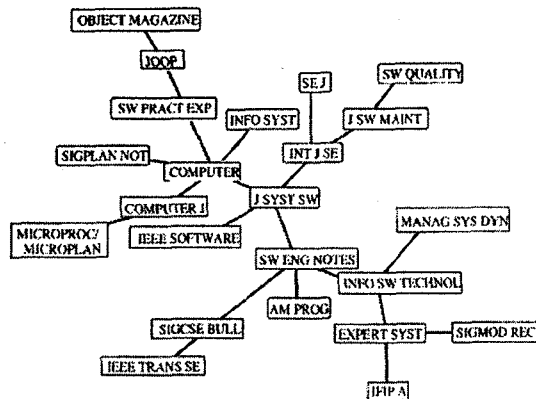 OBJECT MAGAZINE
JOOP
SW QUALITY
SE J
SW PRACT EXP
INFO SYST
J SW MAINT
SIGPLAN NOT
INT J SE
COMPUTER
J SYST SW
COMPUTER J
MANAG SYS DYN
MICROPROC/
MICROPLAN
IEEE SOFTWARE
SW ENG NOTES
INFO SW TECHNOL
AM PROG
SIGCSE BULL
EXPERT SYST
SIGMOD REC
IEEE TRANS SE
IFIP A